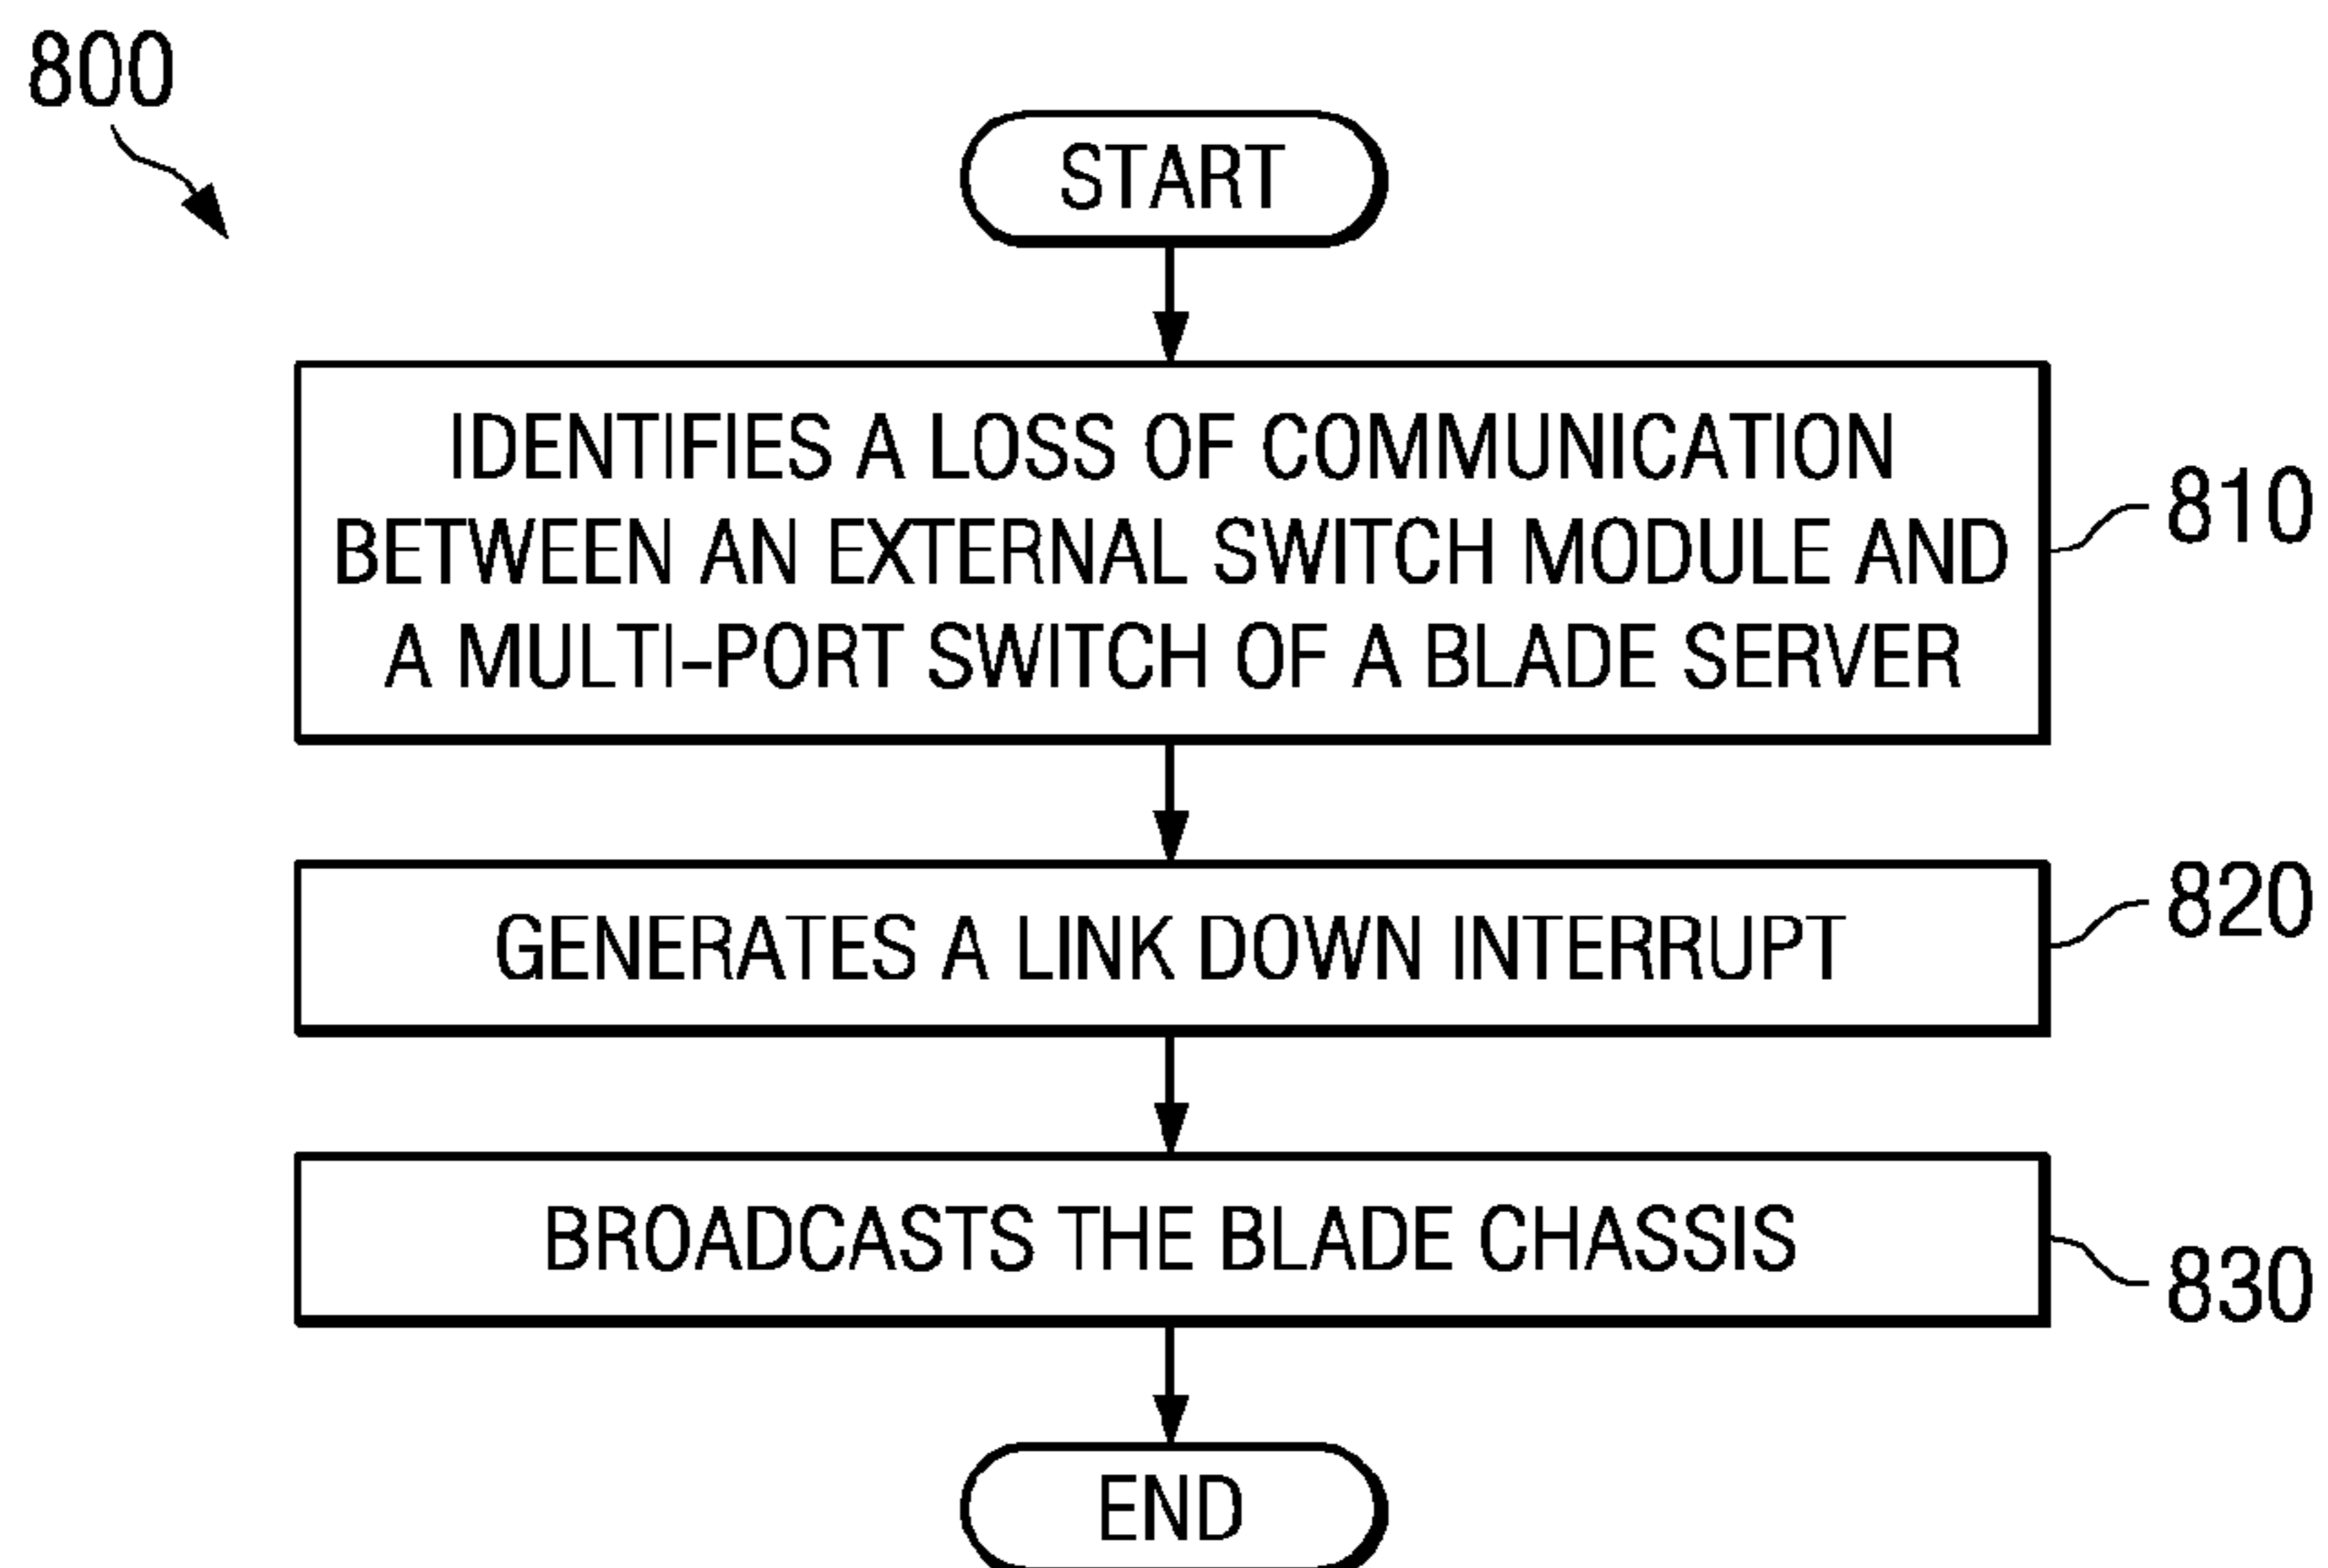 800
START
IDENTIFIES A LOSS OF COMMUNICATION
BETWEEN AN EXTERNAL SWITCH MODULE AND
A MULTI-PORT SWITCH OF A BLADE SERVER
810
GENERATES A LINK DOWN INTERRUPT
820
BROADCASTS THE BLADE CHASSIS
830
END